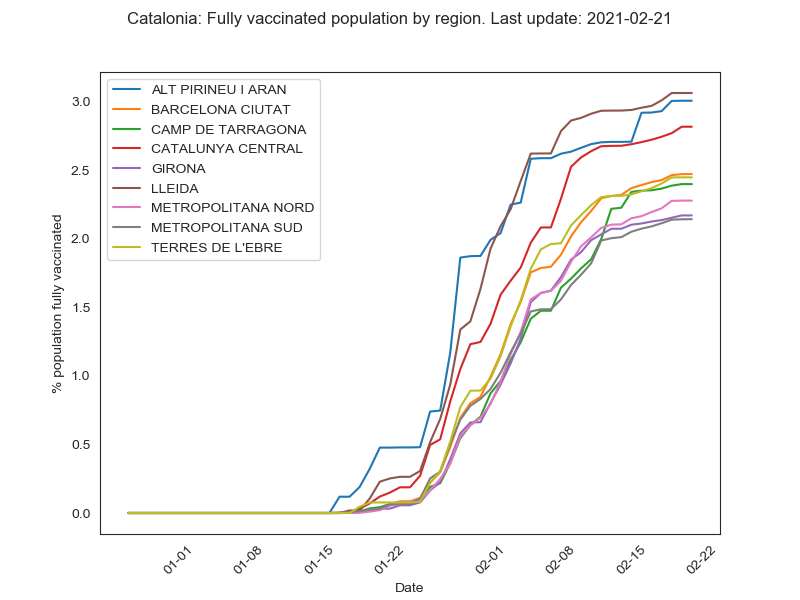 Catalonia: Fully vaccinated population by region. Last update: 2021-02-21
ALT PIRINEU I ARAN
BARCELONA CIUTAT
CAMP DE TARRAGONA
CATALUNYA CENTRAL
GIRONA
LLEIDA
METROPOLITANA NORD
METROPOLITANA SUD
TERRES DE L'EBRE
% population fully vaccinated
3.0
2.5
2.0
1.5
1.0
0.5
0.0
01-01
01-08
01-15
01-22
02-01
02-08
02-15
02-22
Date